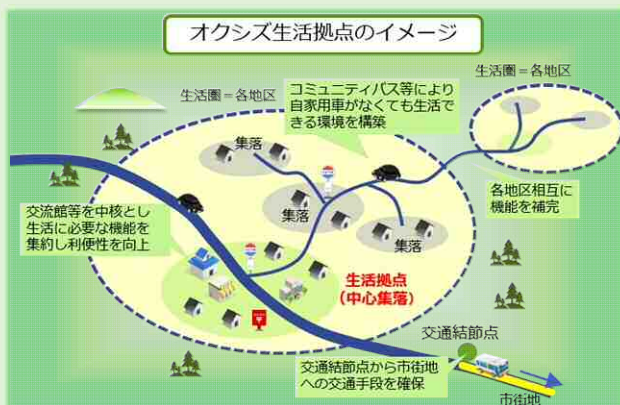 オクシズ生活拠点のイメージ
生活圏＝各地区
生活圏＝各地区
コミュニティバス等により
自家用車がなくても生活で
きる環境を構築
集落
集落
集落
各地区相互に
機能を補完
交流館等を中核とし
生活に必要な機能を
集約し利便性を向上
生活拠点
（中心集落）
交通結節点
交通結節点から市街地
への交通手段を確保
市街地